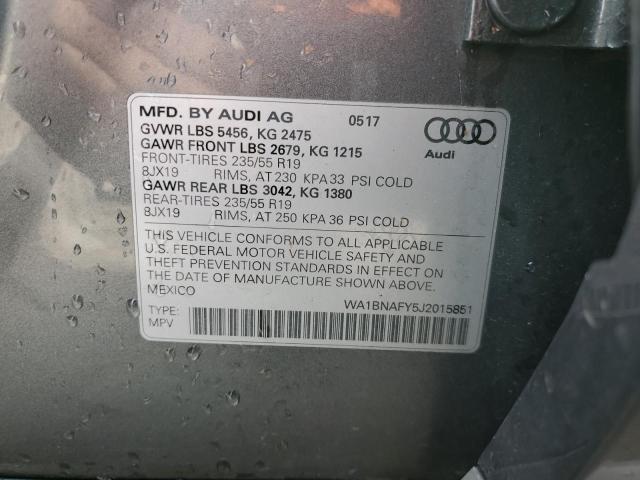 MFD. BY AUDI AG 0517
GVWR LBS 5456, KG 2475
GAWR FRONT LBS 2679, KG 1215
FRONT-TIRES 235/55 R19
8JX19 RIMS, AT 230 KPA 33 PSI COLD
GAWR REAR LBS 3042, KG 1380
REAR-TIRES 235/55 R19
8JX19 RIMS, AT 250 KPA 36 PSI COLD
Audi
THIS VEHICLE CONFORMS TO ALL APPLICABLE
U.S. FEDERAL MOTOR VEHICLE SAFETY AND
THEFT PREVENTION STANDARDS IN EFFECT ON
THE DATE OF MANUFACTURE SHOWN ABOVE.
MEXICO
WA1BNAFY5J2015851
TYPE:
MPV